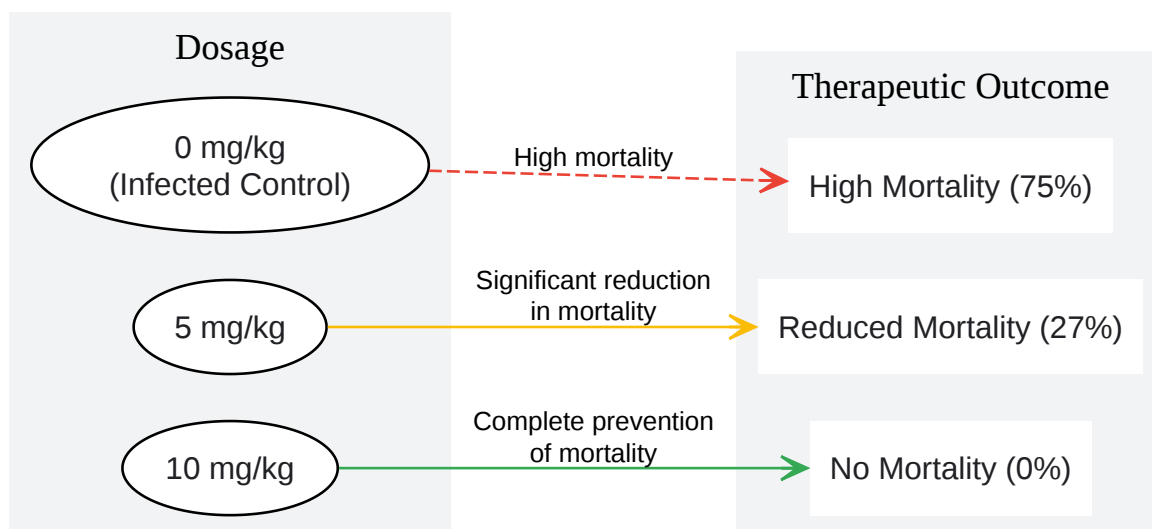 Dosage
Therapeutic Outcome
0 mg/kg
(Infected Control)
High mortality
High Mortality (75%)
5 mg/kg
Significant reduction
in mortality
Reduced Mortality (27%)
10 mg/kg
Complete prevention
of mortality
No Mortality (0%)